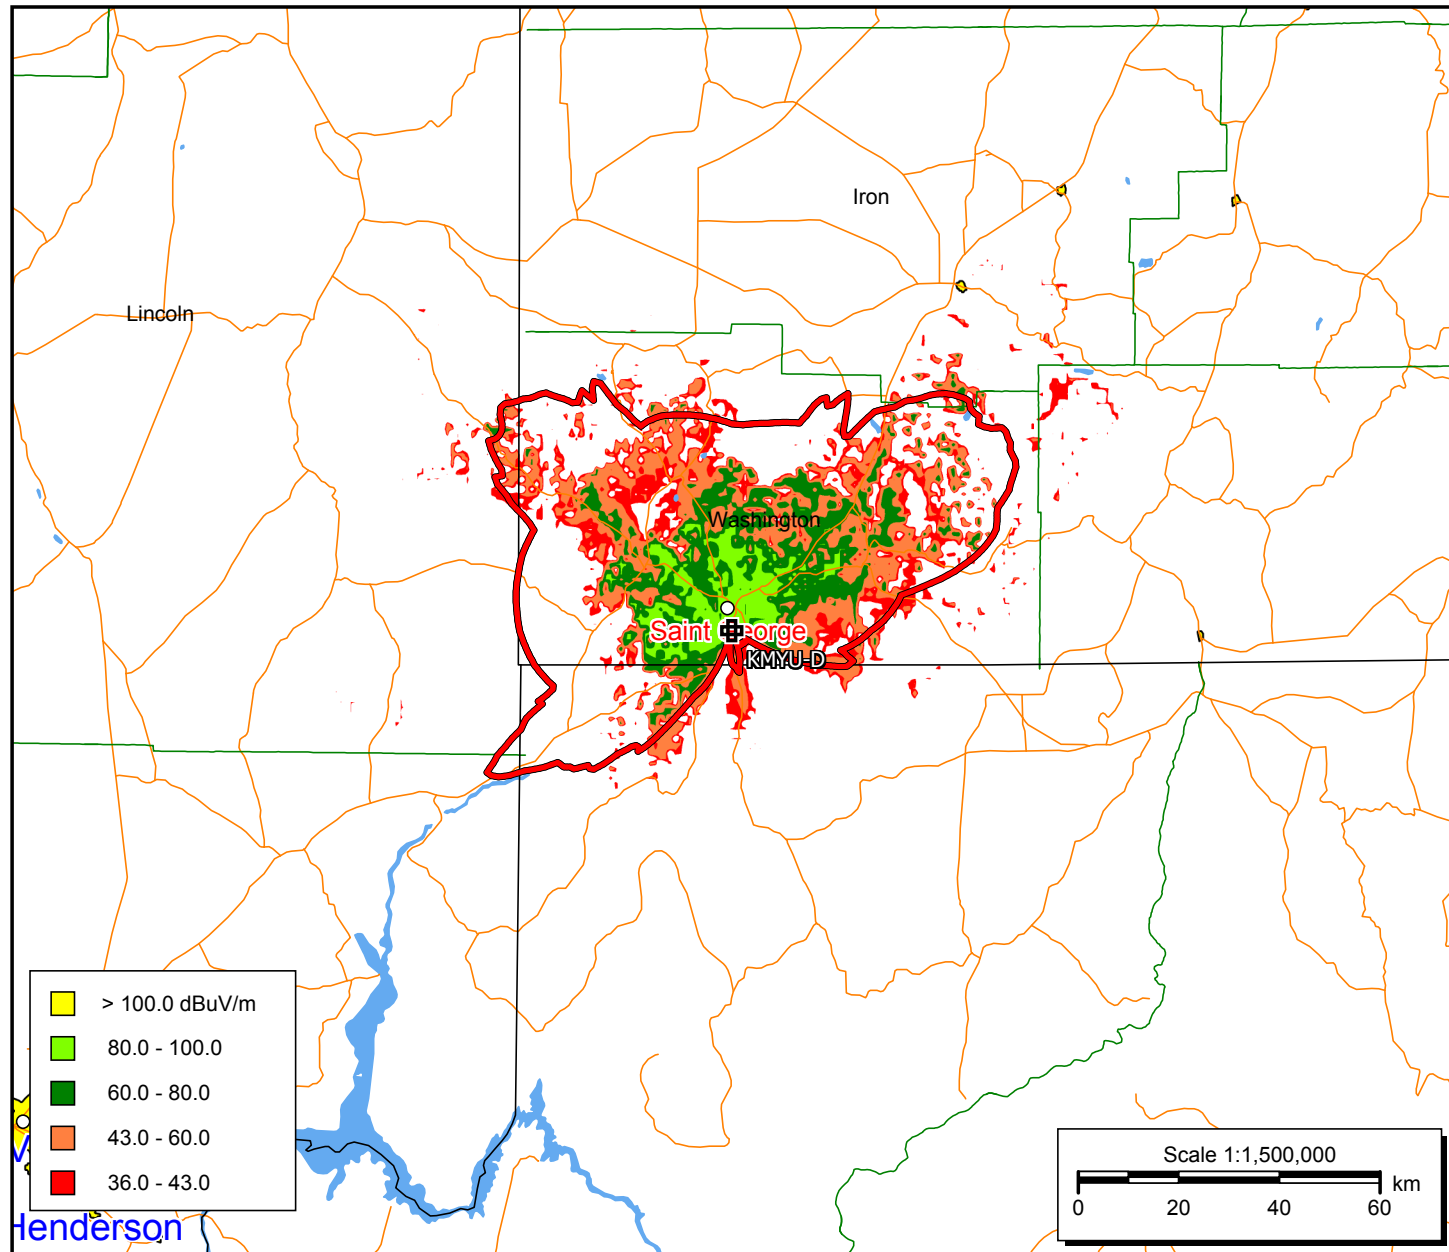 Iron
Lincoln
Washington
Saint George
KMYU-D
> 100.0 dBuV/m
80.0 - 100.0
60.0 - 80.0
43.0 - 60.0
36.0 - 43.0
Scale 1:1,500,000
km
0 20 40 60
V
Henderson